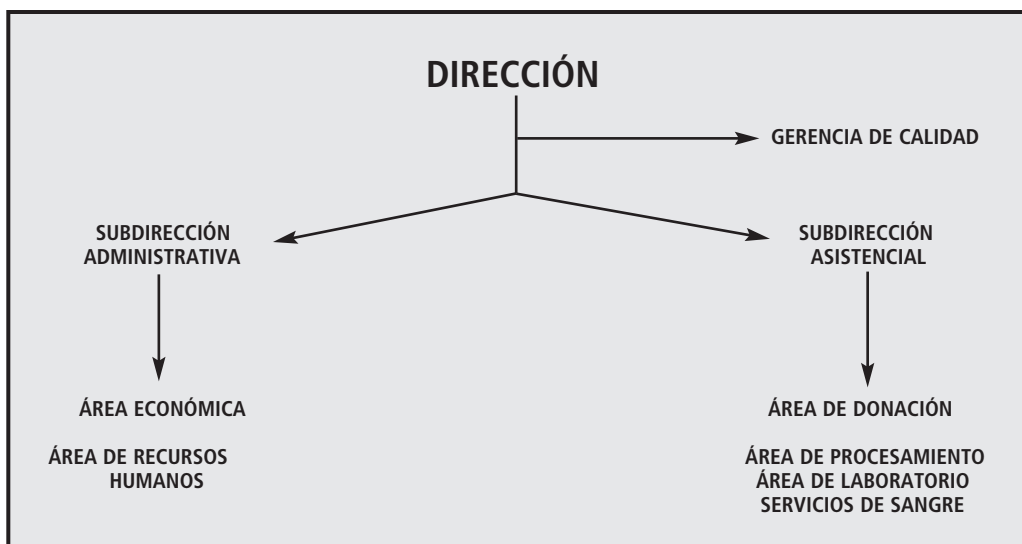 DIRECCIÓN
GERENCIA DE CALIDAD
SUBDIRECCIÓN
ADMINISTRATIVA
SUBDIRECCIÓN
ASISTENCIAL
ÁREA ECONÓMICA
ÁREA DE RECURSOS
HUMANOS
ÁREA DE DONACIÓN
ÁREA DE PROCESAMIENTO
ÁREA DE LABORATORIO
SERVICIOS DE SANGRE